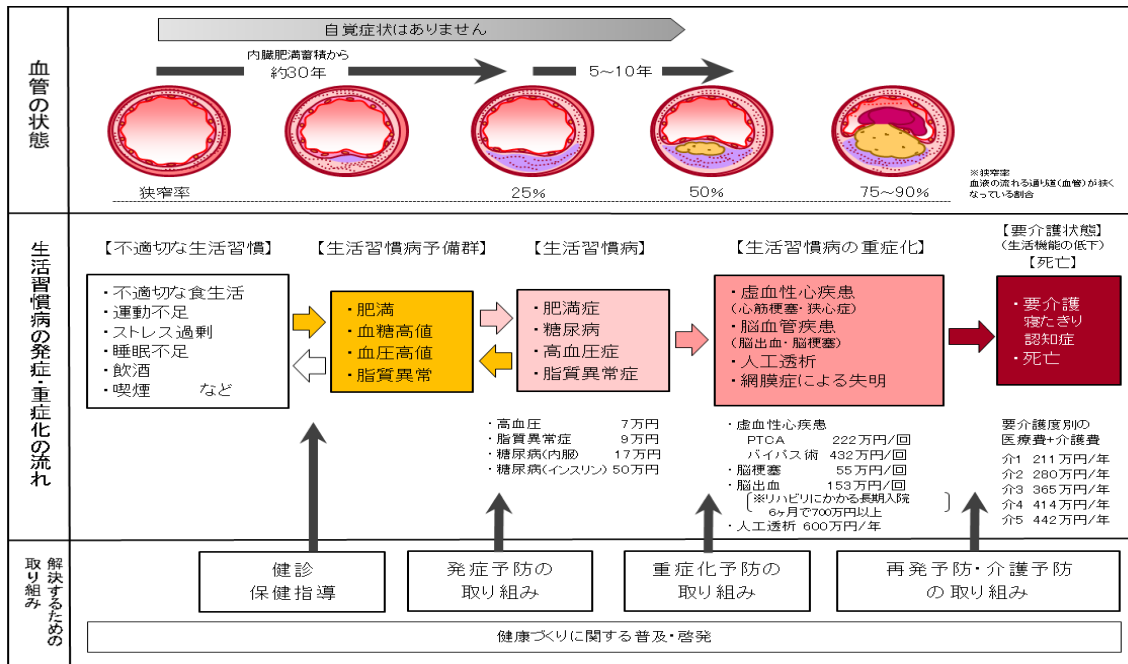 血管の状態
自覚症状はありません
内臓肥満蓄積から
約30年
5～10年
狭窄率
25%
50%
75～90%
※狭窄率
血液の流れる通り道(血管)が狭く
なっている割合
生活習慣病の発症・重症化の流れ
【不適切な生活習慣】
・不適切な食生活
・運動不足
・ストレス過剰
・睡眠不足
・飲酒
・喫煙　など
【生活習慣病予備群】
・肥満
・血糖高値
・血圧高値
・脂質異常
【生活習慣病】
・肥満症
・糖尿病
・高血圧症
・脂質異常症
・高血圧　7万円
・脂質異常症　9万円
・糖尿病(内服)　17万円
・糖尿病(インスリン)　50万円
【生活習慣病の重症化】
・虚血性心疾患
(心筋梗塞・狭心症)
・脳血管疾患
(脳出血・脳梗塞)
・人工透析
・網膜症による失明
・虚血性心疾患
PTCA　222万円/回
バイパス術　432万円/回
・脳梗塞　55万円/回
・脳出血　153万円/回
※リハビリにかかる長期入院
6ヶ月で700万円以上
・人工透析　600万円/年
【要介護状態】
(生活機能の低下)
【死亡】
・要介護
寝たぎり
認知症
・死亡
要介護度別の
医療費+介護費
介1　211万円/年
介2　280万円/年
介3　365万円/年
介4　414万円/年
介5　442万円/年
解決するための
取り組み
健診
保健指導
発症予防の
取り組み
重症化予防の
取り組み
再発予防・介護予防
の取り組み
健康づくりに関する普及・啓発